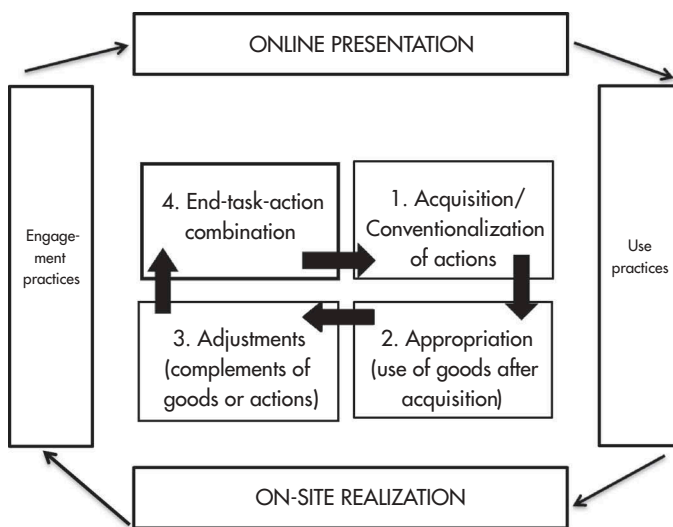 ONLINE PRESENTATION
Engage-
ment
practices
4. End-task-action
combination
1. Acquisition/
Conventionalization
of actions
Use
practices
3. Adjustments
(complements of
goods or actions)
2. Appropriation
(use of goods after
acquisition)
ON-SITE REALIZATION